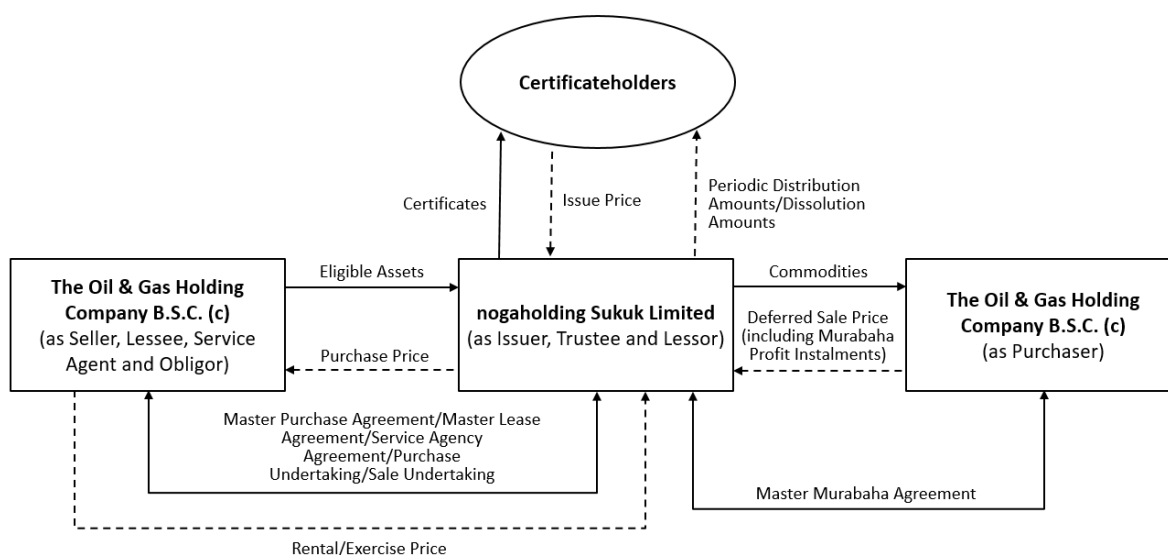 Certificateholders
Certificates
Issue Price
Periodic Distribution
Amounts/Dissolution
Amounts
The Oil & Gas Holding
Company B.S.C. (c)
(as Seller, Lessee, Service
Agent and Obligor)
Eligible Assets
Purchase Price
nogaholding Sukuk Limited
(as Issuer, Trustee and Lessor)
Commodities
Deferred Sale Price
(including Murabaha
Profit Instalments)
The Oil & Gas Holding
Company B.S.C. (c)
(as Purchaser)
Master Purchase Agreement/Master Lease
Agreement/Service Agency
Agreement/Purchase
Undertaking/Sale Undertaking
Master Murabaha Agreement
Rental/Exercise Price